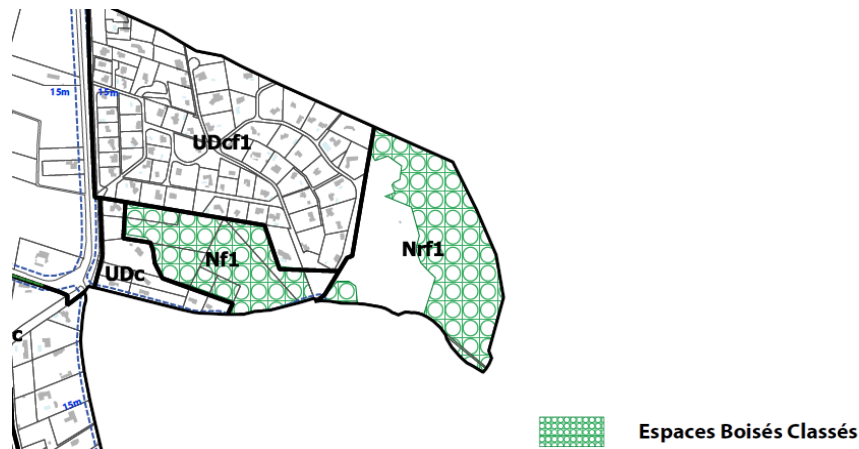 15m
15m
UDcf1
Nf1
Nrf1
UDc
c
15m
Espaces Boisés Classés